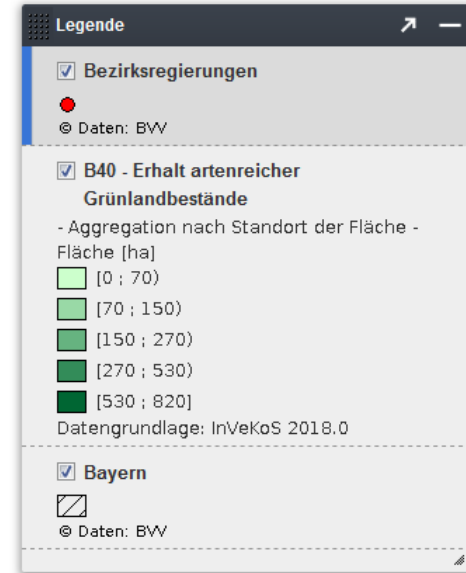 Legende
Bezirksregierungen
© Daten: BVV
B40 - Erhalt artenreicher
Grünlandbestände
- Aggregation nach Standort der Fläche -
Fläche [ha]
[0 ; 70)
[70 ; 150)
[150 ; 270)
[270 ; 530)
[530 ; 820]
Datengrundlage: InVeKoS 2018.0
Bayern
© Daten: BVV